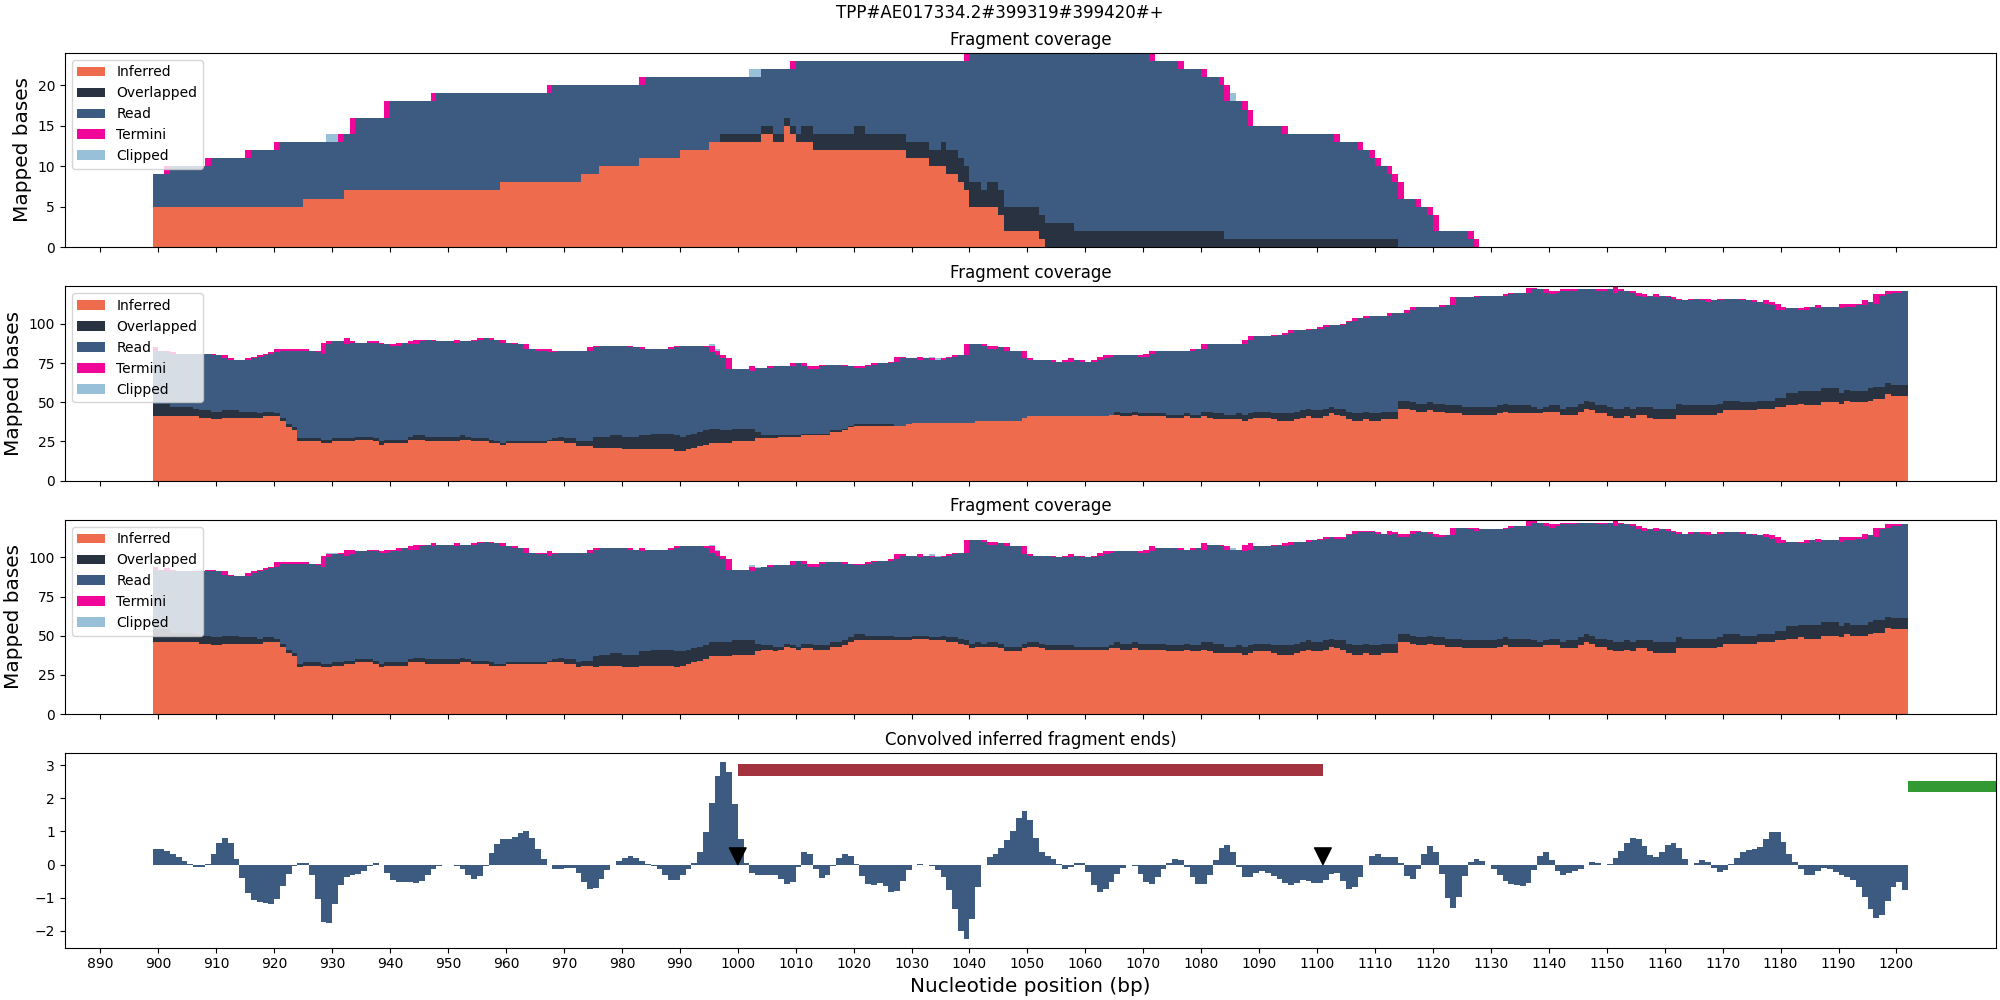 TPP#AE017334.2#399319#399420#+
Fragment coverage
Mapped bases
20
15
10
5
0
Inferred
Overlapped
Read
Termini
Clipped
Fragment coverage
Mapped bases
100
75
50
25
0
Inferred
Overlapped
Read
Termini
Clipped
Fragment coverage
Mapped bases
100
75
50
25
0
Inferred
Overlapped
Read
Termini
Clipped
Convolved inferred fragment ends)
3
2
1
0
−1
−2
890 900 910 920 930 940 950 960 970 980 990 1000 1010 1020 1030 1040 1050 1060 1070 1080 1090 1100 1110 1120 1130 1140 1150 1160 1170 1180 1190 1200
Nucleotide position (bp)